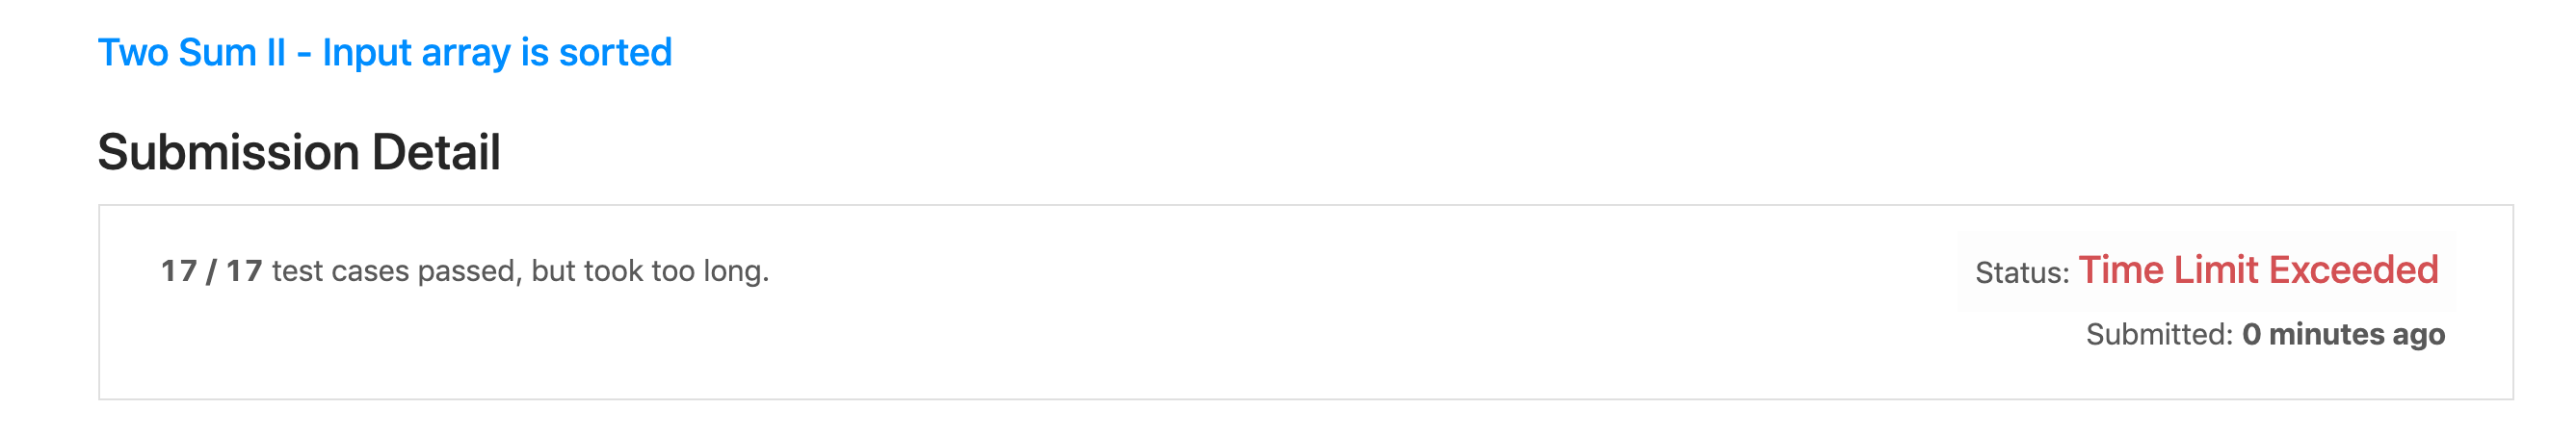 Two Sum II - Input array is sorted
Submission Detail
17 / 17 test cases passed, but took too long.
Status: Time Limit Exceeded
Submitted: 0 minutes ago